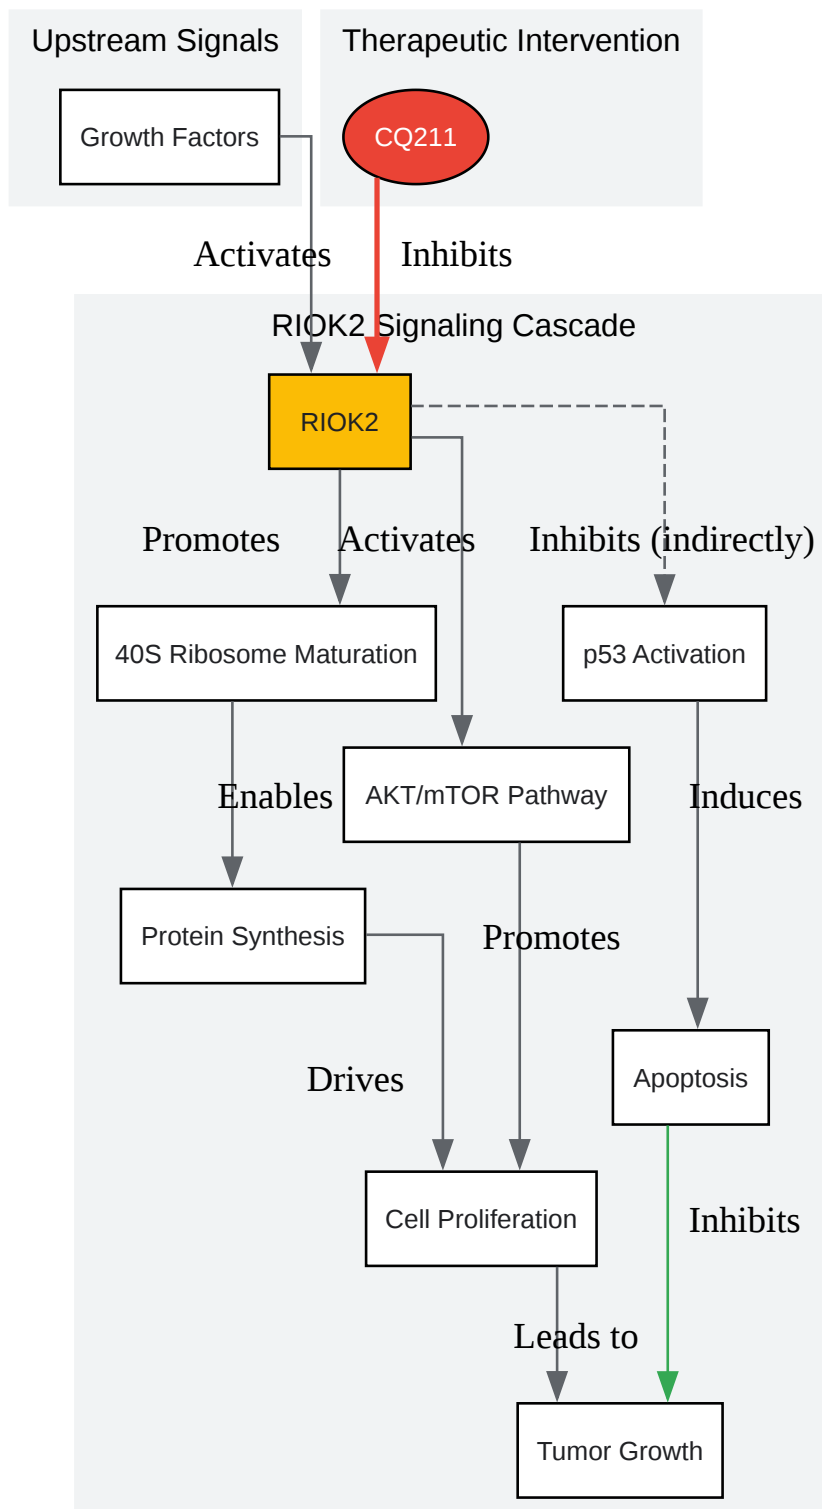 Upstream Signals
Therapeutic Intervention
Growth Factors
CQ211
Activates
Inhibits
RIOK2 Signaling Cascade
RIOK2
Promotes
Activates
Inhibits (indirectly)
40S Ribosome Maturation
p53 Activation
Enables
AKT/mTOR Pathway
Induces
Protein Synthesis
Promotes
Drives
Apoptosis
Cell Proliferation
Inhibits
Leads to
Tumor Growth